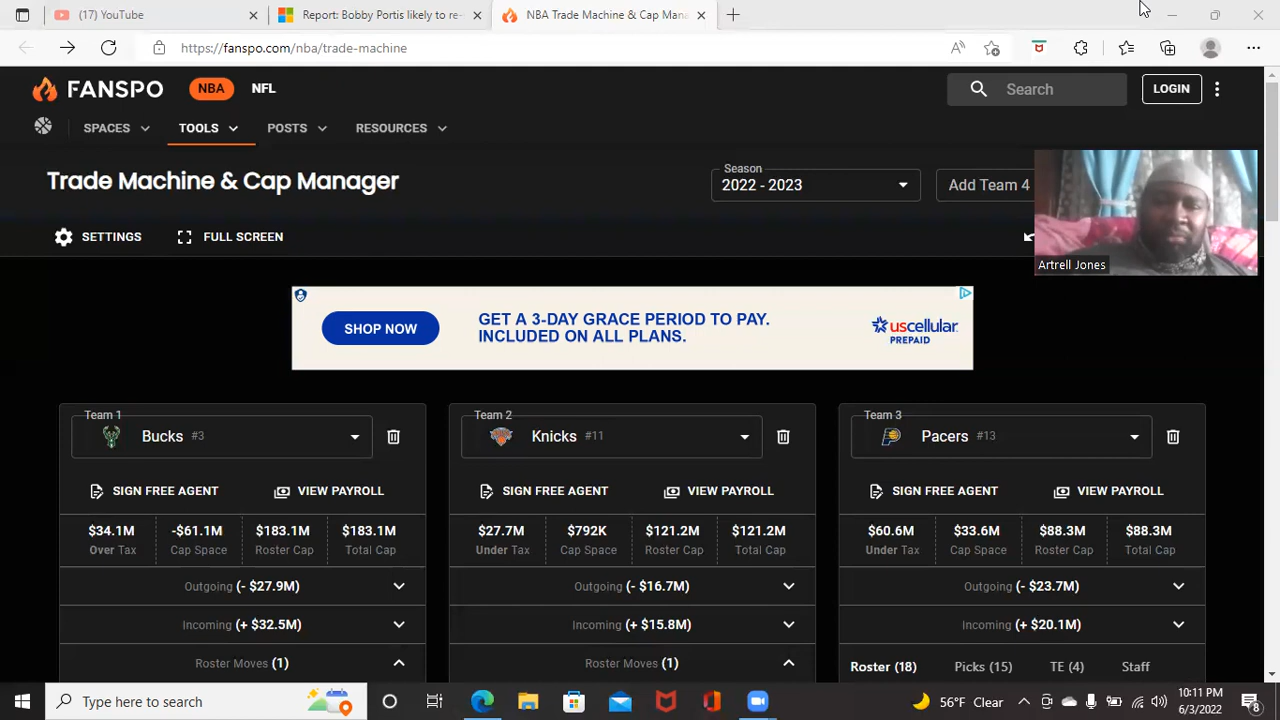 (17) YouTube
Report: Bobby Portis likely to re-
NBA Trade Machine & Cap Mana
https://fanspo.com/nba/trade-machine
FANSPO
NBA
NFL
Search
LOGIN
SPACES
TOOLS
POSTS
RESOURCES
Trade Machine & Cap Manager
Season
2022 - 2023
Add Team 4
SETTINGS
FULL SCREEN
Artrell Jones
SHOP NOW
GET A 3-DAY GRACE PERIOD TO PAY.
INCLUDED ON ALL PLANS.
uscellular
PREPAID
Team 1
Bucks #3
SIGN FREE AGENT
VIEW PAYROLL
$34.1M -$61.1M $183.1M $183.1M
Over Tax Cap Space Roster Cap Total Cap
Outgoing (- $27.9M)
Incoming (+ $32.5M)
Roster Moves (1)
Team 2
Knicks #11
SIGN FREE AGENT
VIEW PAYROLL
$27.7M $792K $121.2M $121.2M
Under Tax Cap Space Roster Cap Total Cap
Outgoing (- $16.7M)
Incoming (+ $15.8M)
Roster Moves (1)
Team 3
Pacers #13
SIGN FREE AGENT
VIEW PAYROLL
$60.6M $33.6M $88.3M $88.3M
Under Tax Cap Space Roster Cap Total Cap
Outgoing (- $23.7M)
Incoming (+ $20.1M)
Roster (18) Picks (15) TE (4) Staff
Type here to search
56°F Clear
10:11 PM
6/3/2022
8